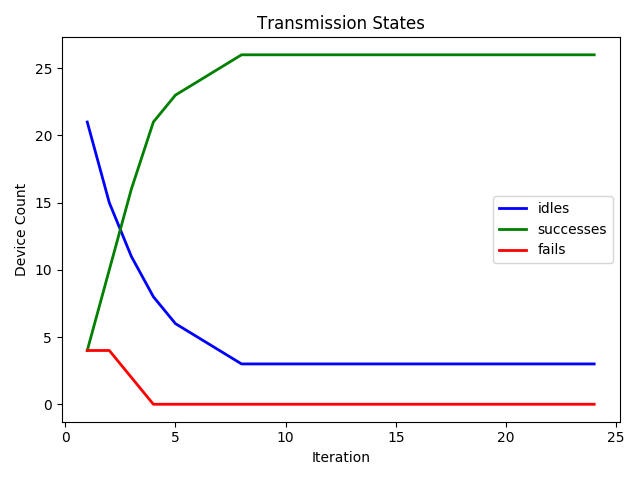 Transmission States
Device Count
25
20
15
10
5
0
idles
successes
fails
0 5 10 15 20 25
Iteration